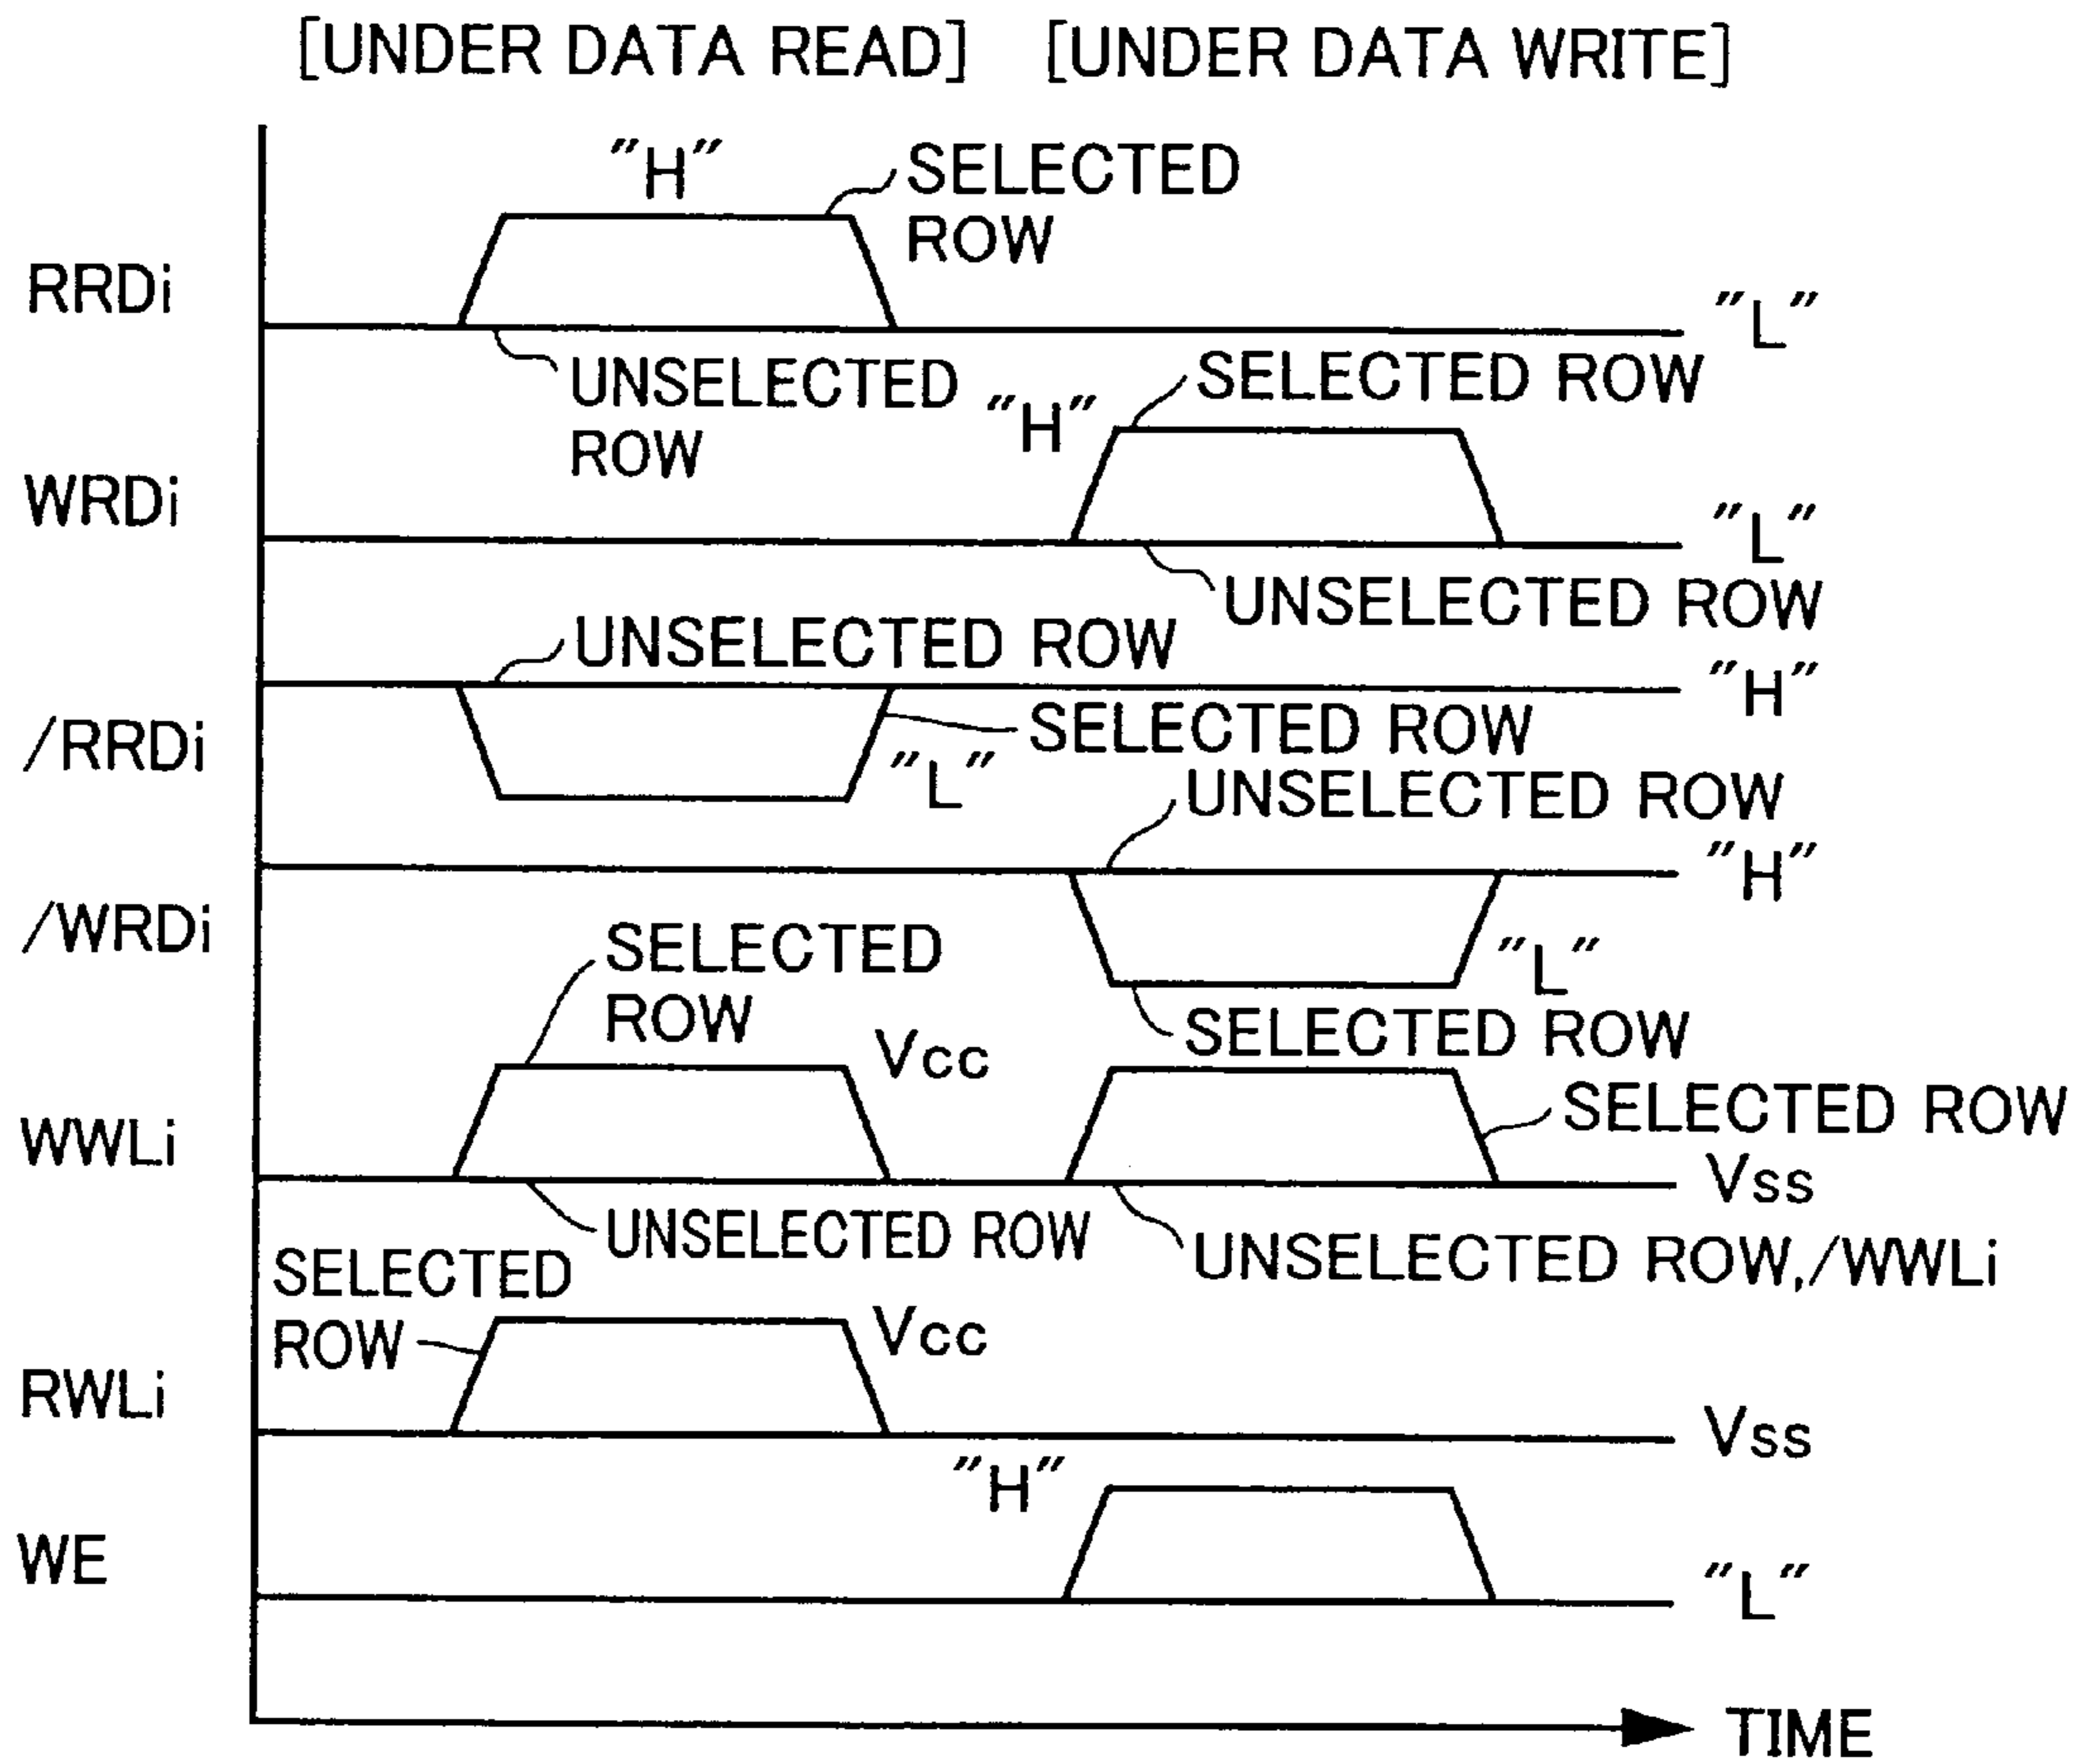 [UNDER DATA READ] [UNDER DATA WRITE]
"H"
SELECTED
ROW
RRDi
"L"
UNSELECTED
ROW
"H"
SELECTED ROW
WRDi
"L"
UNSELECTED ROW
UNSELECTED ROW
"H"
/RRDi
SELECTED ROW
"L"
UNSELECTED ROW
"H"
/WRDi
SELECTED
ROW
"L"
SELECTED ROW
Vcc
WWLi
SELECTED ROW
Vss
UNSELECTED ROW
UNSELECTED ROW,/WWLi
SELECTED
ROW
Vcc
RWLi
Vss
"H"
WE
"L"
TIME